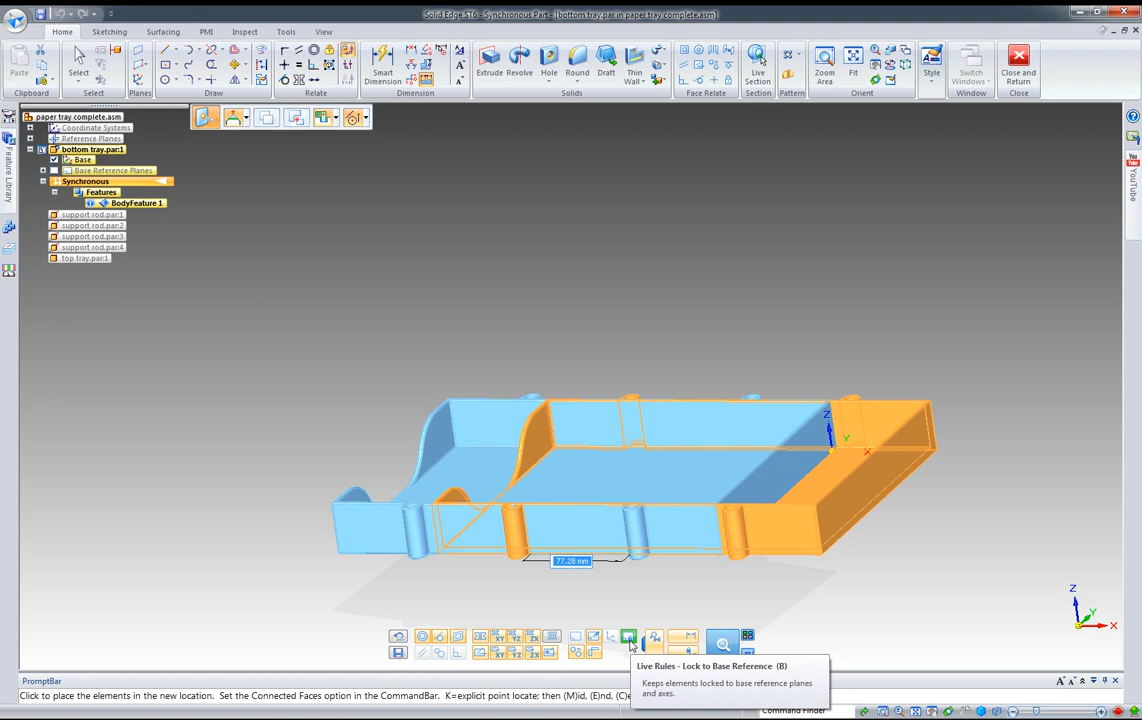 Solid Edge ST6 - Synchronous Part - [bottom tray.par in paper tray complete.asm]
Home Sketching Surfacing PMI Inspect Tools View
Paste Select Smart Dimension Extrude Revolve Hole Round Draft Thin Wall Live Section Zoom Area Fit Style Switch Windows Close and Return
Clipboard Select Planes Draw Relate Dimension Solids Face Relate Section Pattern Orient Window Close
paper tray complete.asm
Coordinate Systems
Reference Planes
bottom tray.par:1
Base
Base Reference Planes
Synchronous
Features
BodyFeature 1
support rod.par:1
support rod.par:2
support rod.par:3
support rod.par:4
top tray.par:1
Feature Library
YouTube
Z
Y
X
77.28 mm
Z
Y
X
XY YZ ZX
XY YZ ZX
Live Rules - Lock to Base Reference (B)
Keeps elements locked to base reference planes
and axes.
PromptBar
Click to place the elements in the new location. Set the Connected Faces option in the CommandBar. K=explicit point locate; then (M)id, (E)nd,
Command Finder